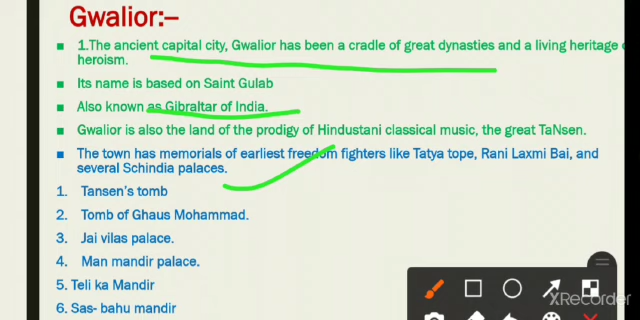 Gwalior:–
1.The ancient capital city, Gwalior has been a cradle of great dynasties and a living heritage
heroism.
Its name is based on Saint Gulab
Also known as Gibraltar of India.
Gwalior is also the land of the prodigy of Hindustani classical music, the great TaNsen.
The town has memorials of earliest freedom fighters like Tatya tope, Rani Laxmi Bai, and
several Schindia palaces.
1. Tansen’s tomb
2. Tomb of Ghaus Mohammad.
3. Jai vilas palace.
4. Man mandir palace.
5. Teli ka Mandir
6. Sas- bahu mandir
XRecorder